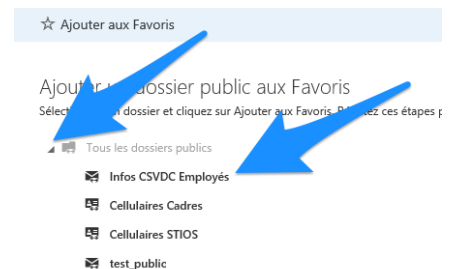 Ajouter aux Favoris
Ajouter dossier public aux Favoris
dossier et cliquez sur Ajouter aux Favoris. ces étapes
Tous les dossiers publics
Infos CSVDC Employés
Cellulaires Cadres
Cellulaires STIOS
test_public